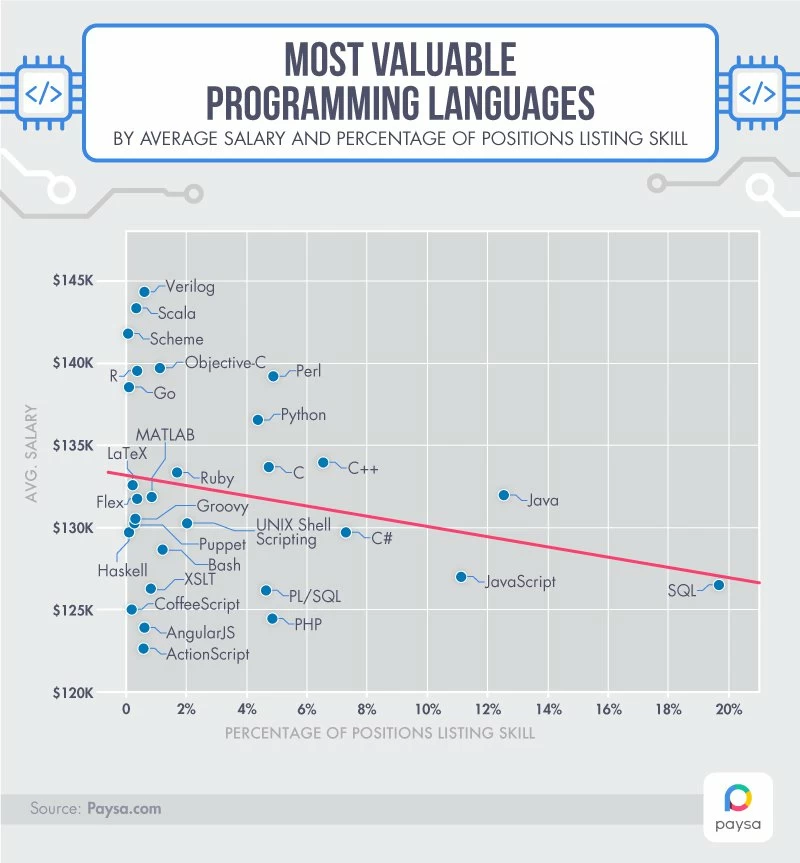 MOST VALUABLE
PROGRAMMING LANGUAGES
BY AVERAGE SALARY AND PERCENTAGE OF POSITIONS LISTING SKILL
</>
</>
AVG. SALARY
$145K
$140K
$135K
$130K
$125K
$120K
Verilog
Scala
Scheme
Objective-C
R
Go
Perl
Python
MATLAB
LaTeX
Ruby
C
C++
Flex
Groovy
Java
UNIX Shell
Scripting
C#
Puppet
Haskell
Bash
XSLT
JavaScript
SQL
PL/SQL
CoffeeScript
PHP
AngularJS
ActionScript
0 2% 4% 6% 8% 10% 12% 14% 16% 18% 20%
PERCENTAGE OF POSITIONS LISTING SKILL
Source: Paysa.com
paysa